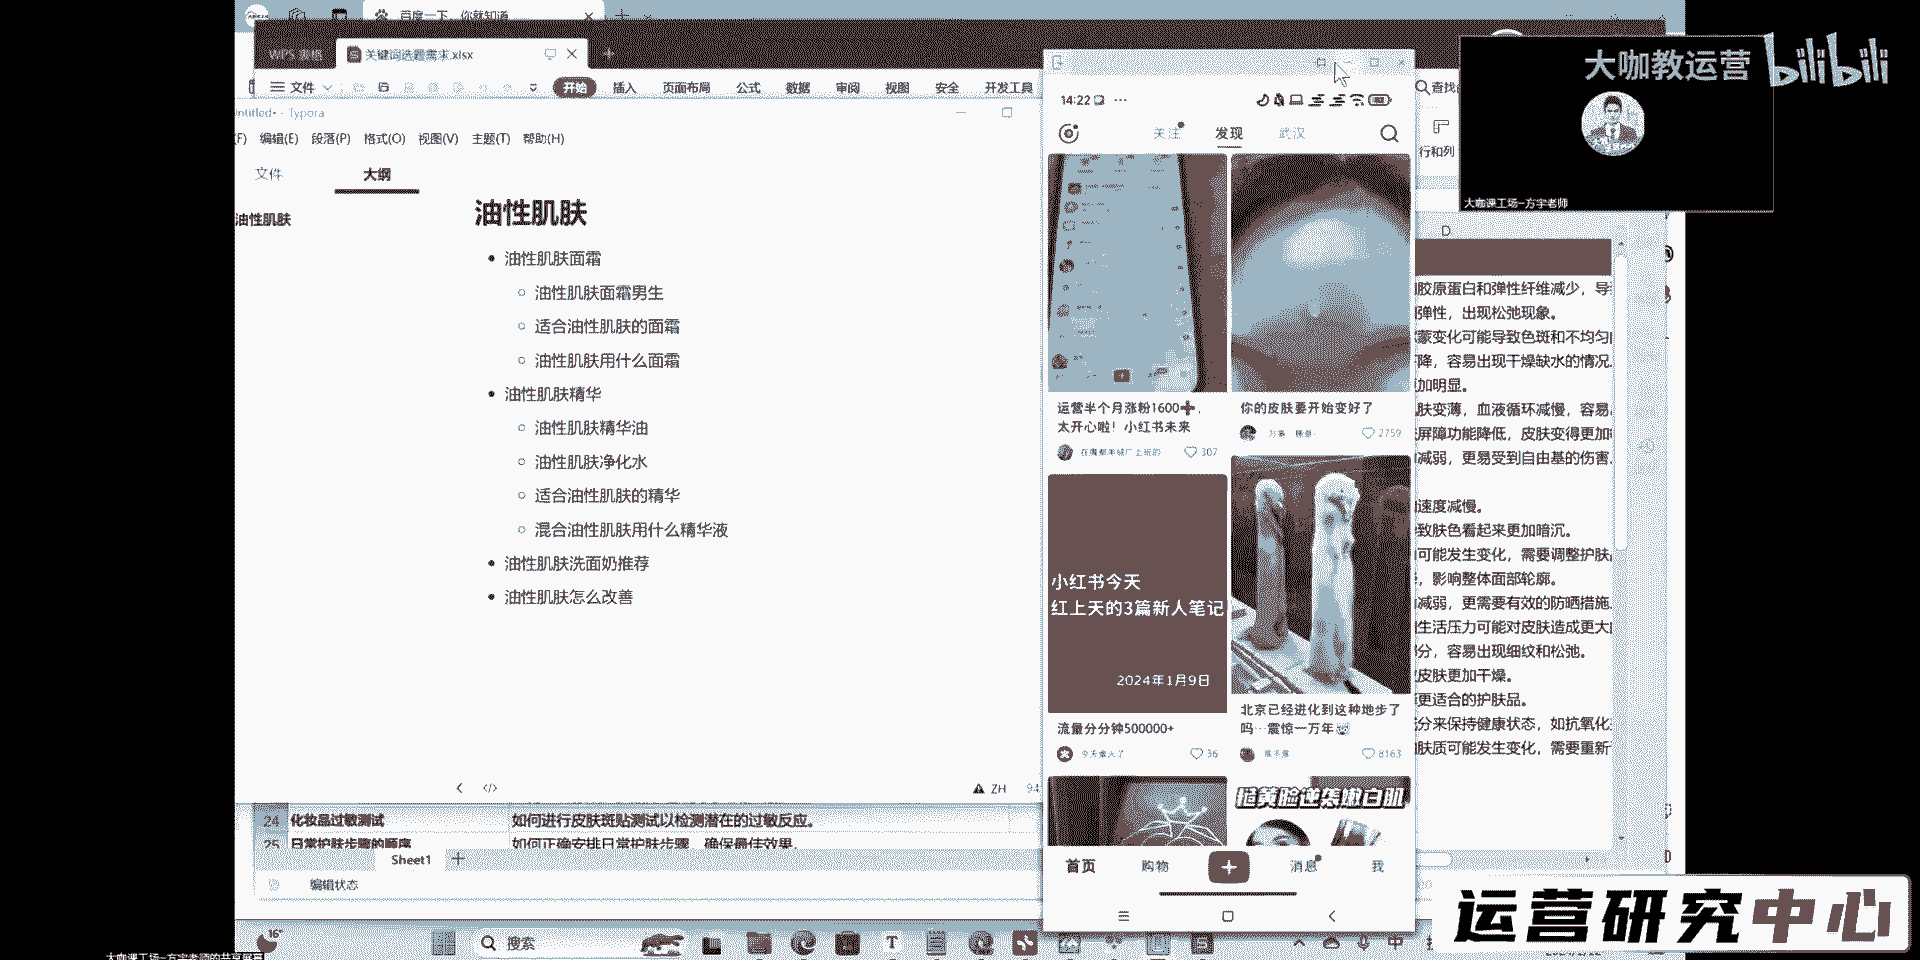 百度一下，你就知道
WPS 表格
关键词选题需求.xlsx
文件
开始
插入
页面布局
公式
数据
审阅
视图
安全
开发工具
查找
行和列
Typora
编辑(E)
段落(P)
格式(O)
视图(V)
主题(T)
帮助(H)
文件
大纲
油性肌肤
油性肌肤
油性肌肤面霜
油性肌肤面霜男生
适合油性肌肤的面霜
油性肌肤用什么面霜
油性肌肤精华
油性肌肤精华油
油性肌肤净化水
适合油性肌肤的精华
混合油性肌肤用什么精华液
油性肌肤洗面奶推荐
油性肌肤怎么改善
ZH
24 化妆品过敏测试
如何进行皮肤斑贴测试以检测潜在的过敏反应。
25 日常护肤步骤的顺序
如何正确安排日常护肤步骤，确保最佳效果。
Sheet1
编辑状态
14:22
关注
发现
武汉
运营半个月涨粉1600➕，
太开心啦！小红书未来
307
你的皮肤要开始变好了
2759
小红书今天
红上天的3篇新人笔记
2024年1月9日
流量分分钟500000+
36
北京已经进化到这种地步了
吗…震惊一万年
8163
首页
购物
消息
我
D
胶原蛋白和弹性纤维减少，导
弹性，出现松弛现象。
变化可能导致色斑和不均匀
降，容易出现干燥缺水的情况。
加明显。
肤变薄，血液循环减慢，容易
屏障功能降低，皮肤变得更加
减弱，更易受到自由基的伤害。
速度减慢。
致肤色看起来更加暗沉。
可能发生变化，需要调整护肤
，影响整体面部轮廓。
减弱，更需要有效的防晒措施。
生活压力可能对皮肤造成更大
分，容易出现细纹和松弛。
皮肤更加干燥。
更适合的护肤品。
分来保持健康状态，如抗氧化
肤质可能发生变化，需要重新
大咖教运营
bilibili
大咖课工场-方宇老师
运营研究中心
16°
搜索
中
大咖课工场-方宇老师的共享屏幕